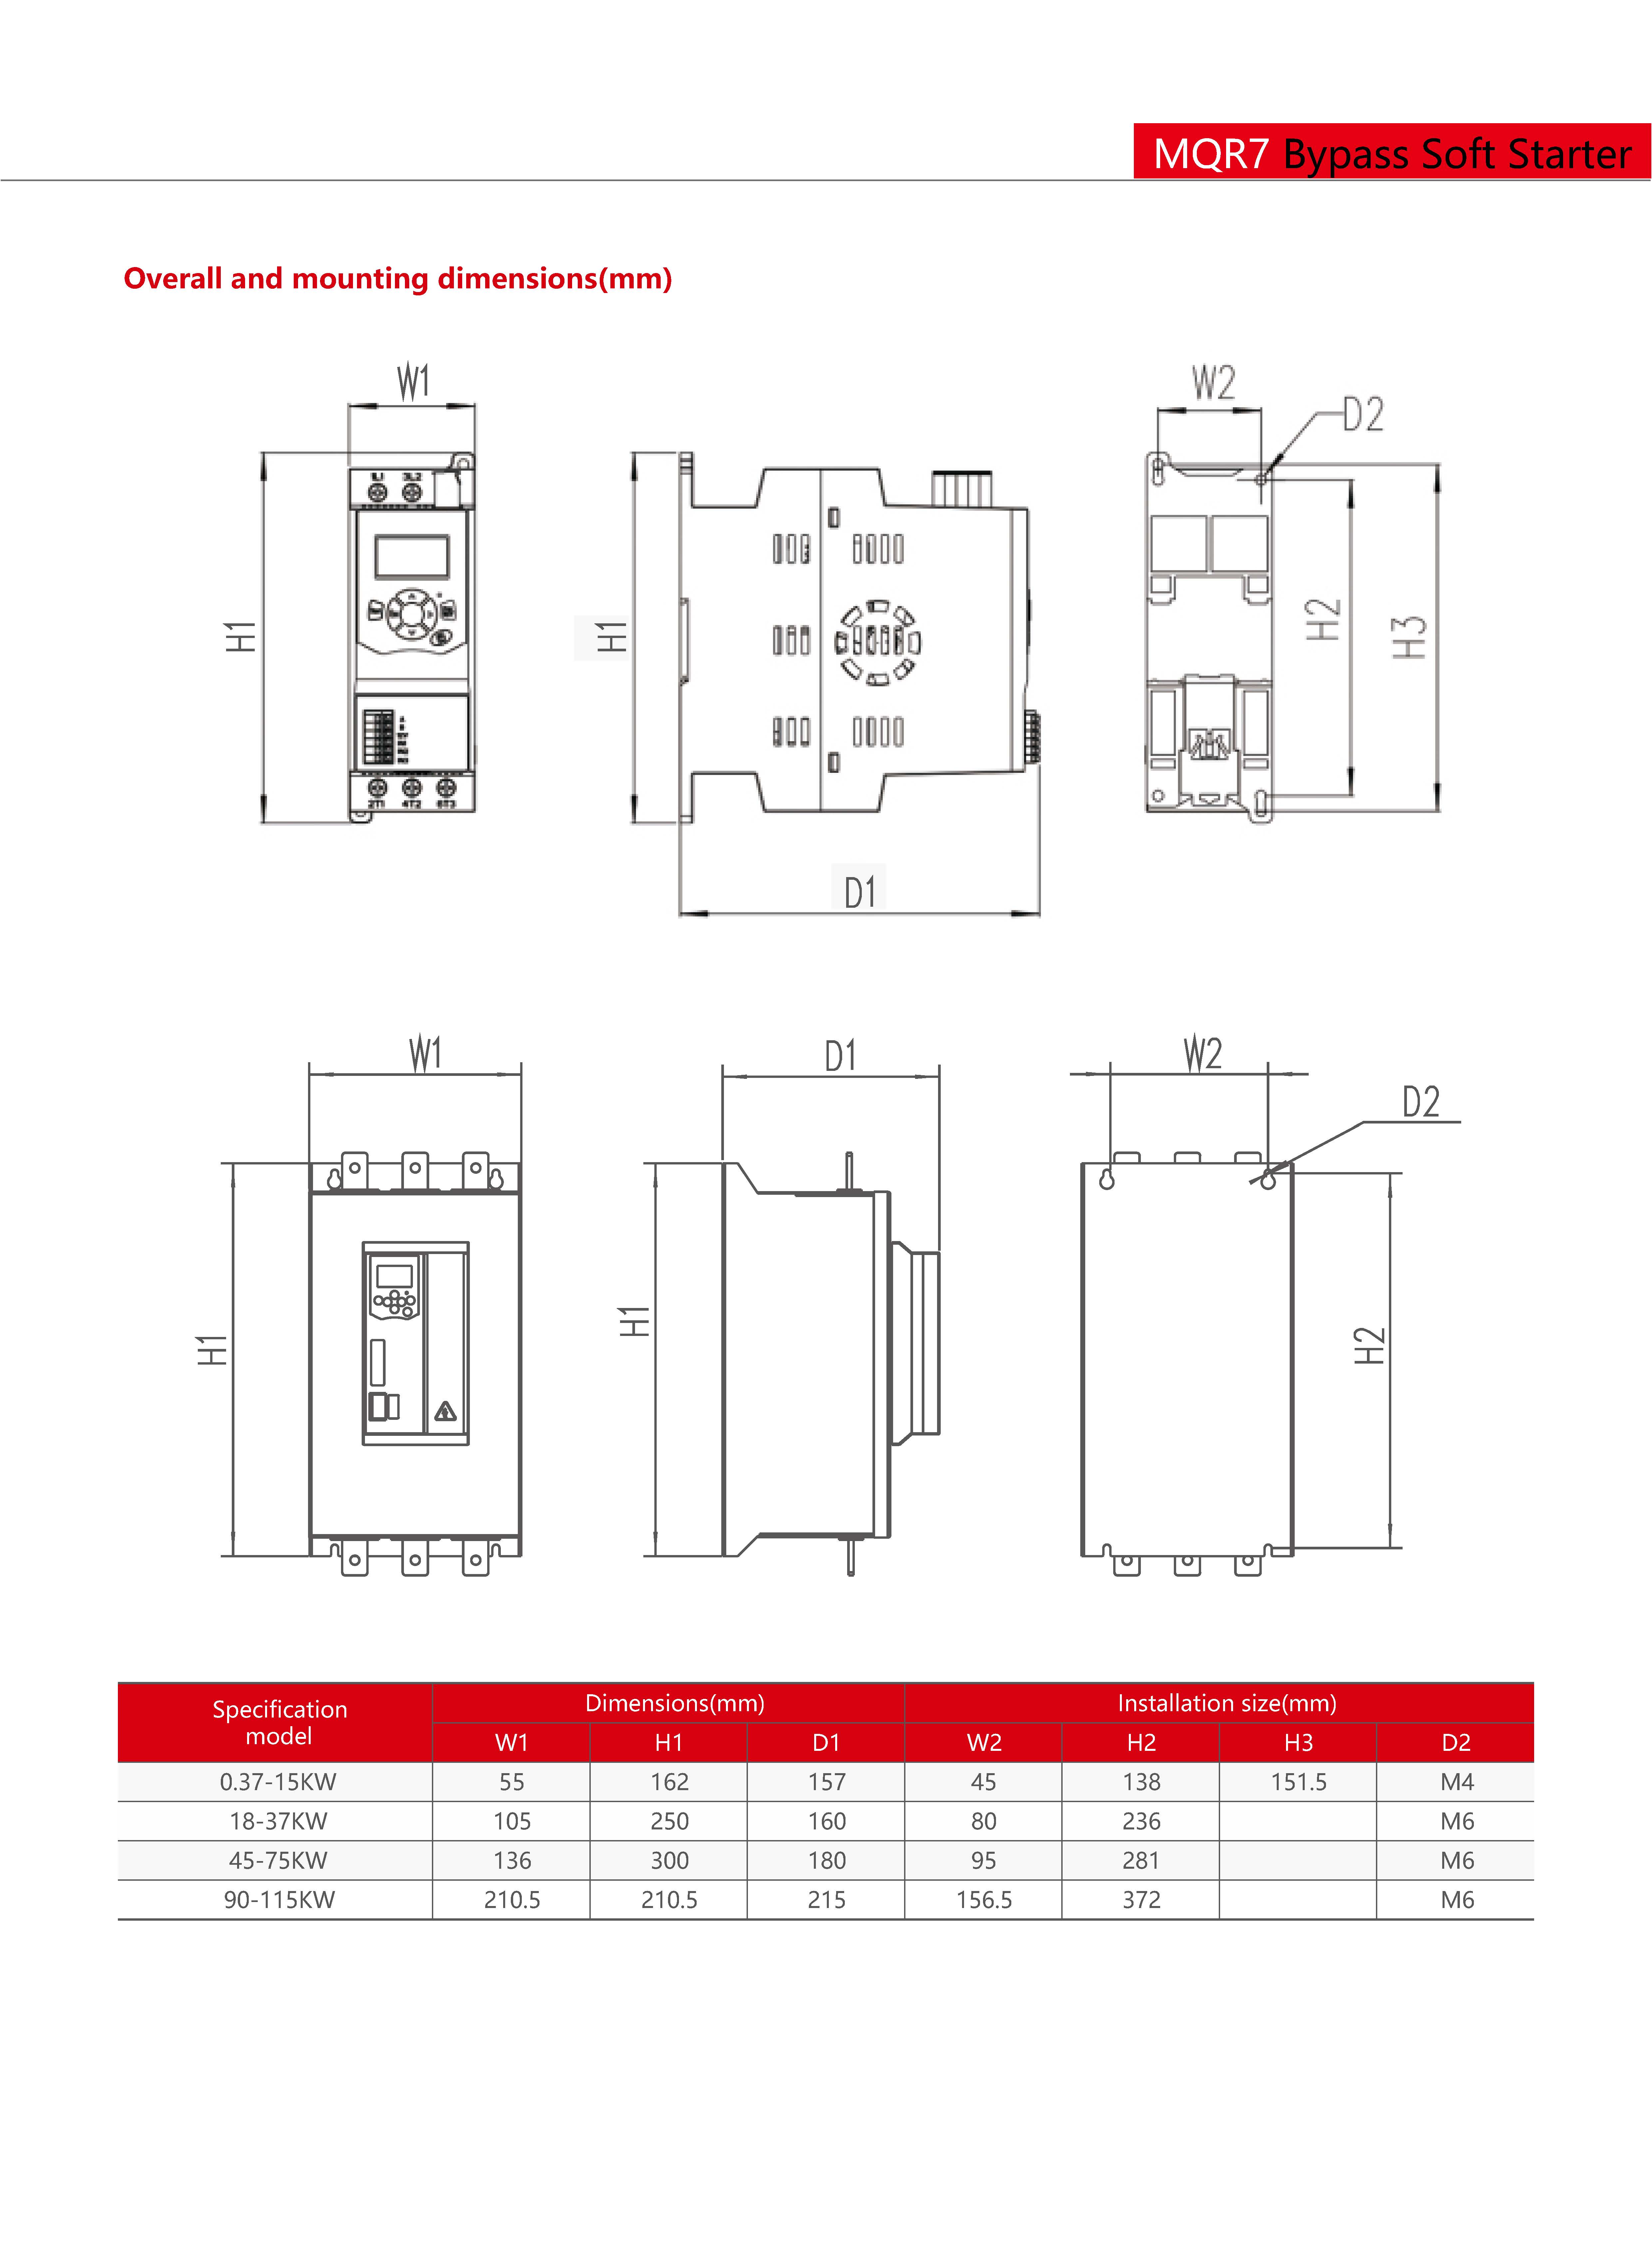 MQR7 Bypass Soft Starter
Overall and mounting dimensions(mm)
W1
W2
D2
1L1 3L2
H1
H1
H2
H3
2T1 4T2 6T3
D1
W1
D1
W2
D2
H1
H1
H2
Specification model Dimensions(mm) Installation size(mm)
W1 H1 D1 W2 H2 H3 D2
0.37-15KW 55 162 157 45 138 151.5 M4
18-37KW 105 250 160 80 236 M6
45-75KW 136 300 180 95 281 M6
90-115KW 210.5 210.5 215 156.5 372 M6